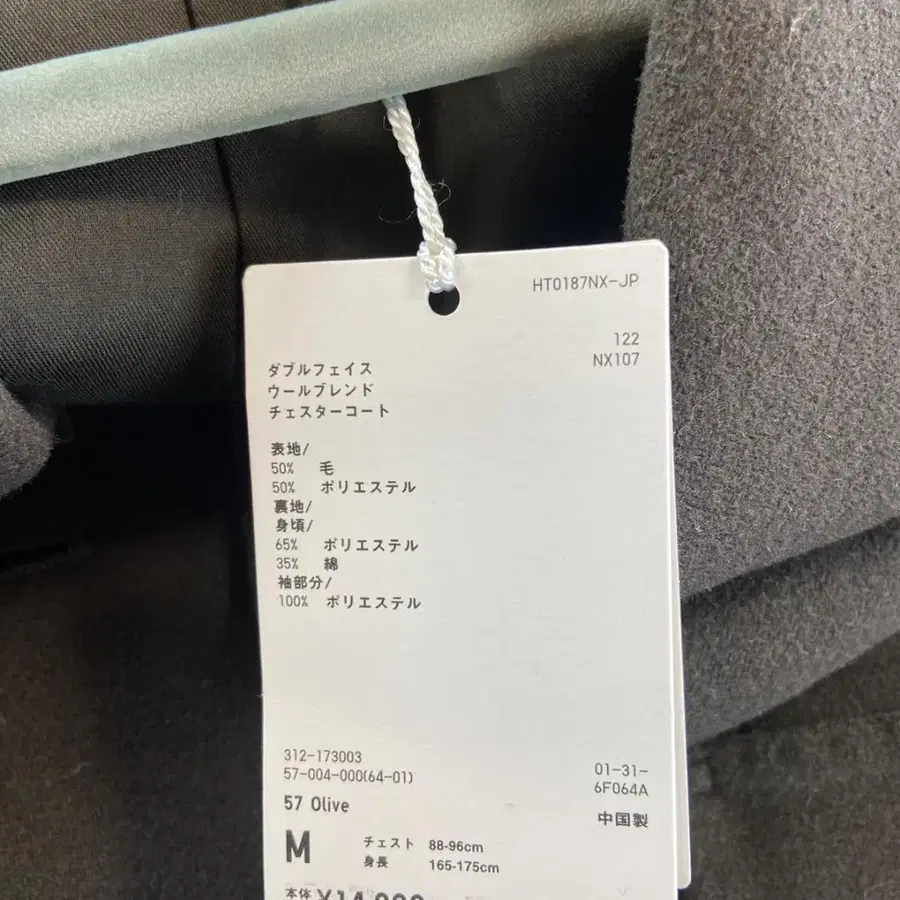 HT0187NX-JP
122
NX107
ダブルフェイス
ウールブレンド
チェスターコート
表地/
50% 毛
50% ポリエステル
裏地/
身頃/
65% ポリエステル
35% 綿
袖部分/
100% ポリエステル
312-173003
57-004-000(64-01)
01-31-
6F064A
57 Olive
中国製
M
チェスト 88-96cm
身長 165-175cm
本体